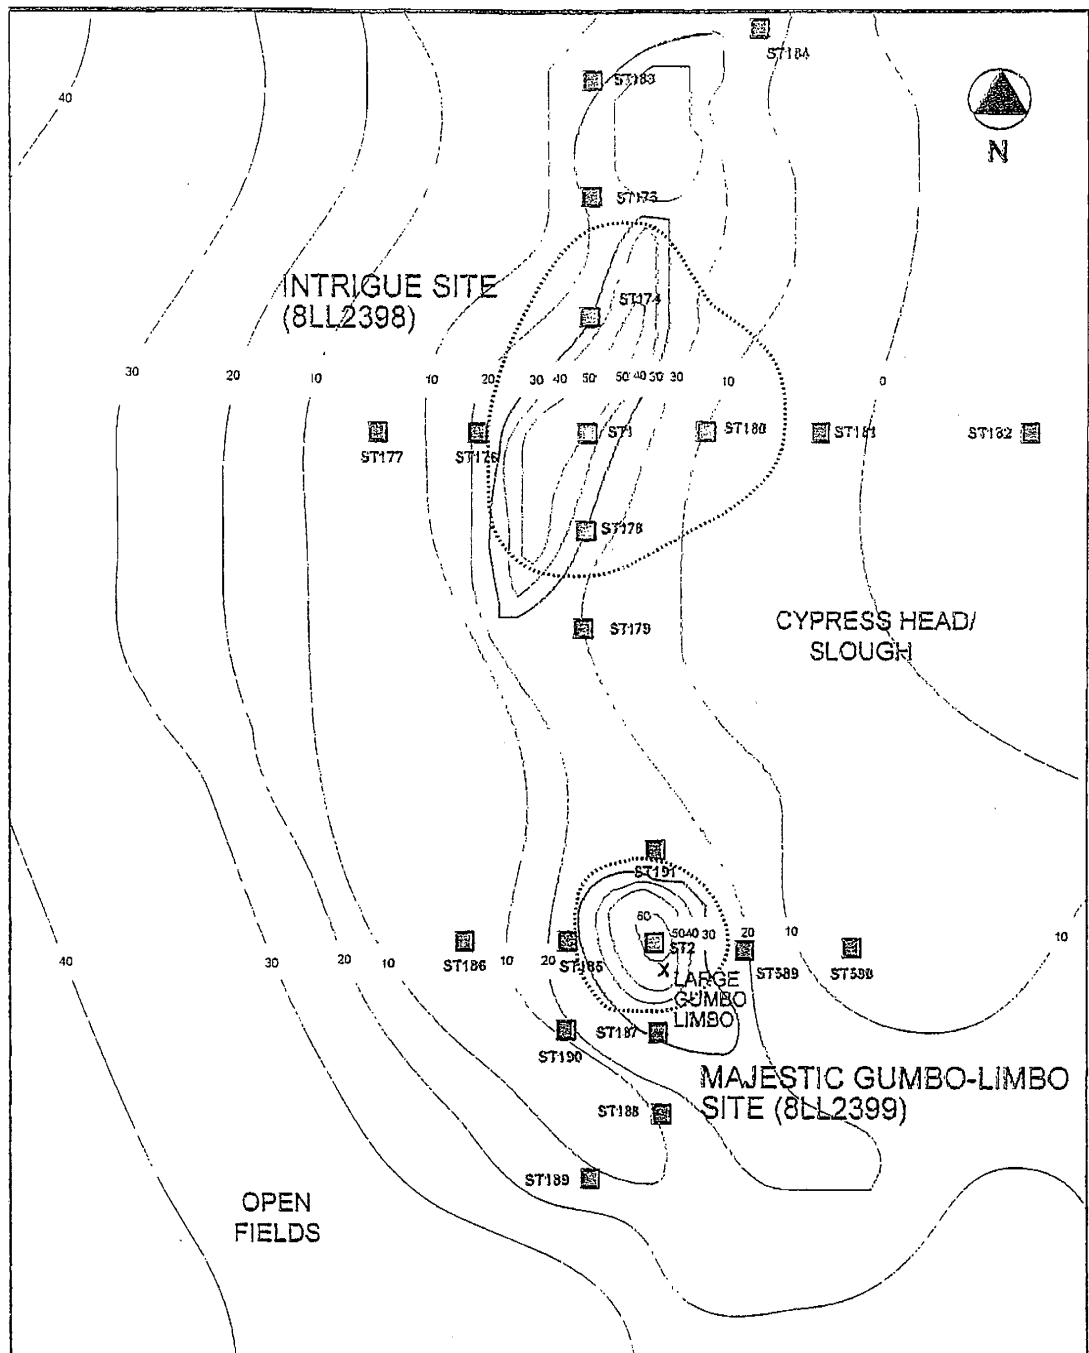 ST184
ST183
40
N
ST175
INTRIGUE SITE
(8LL2398)
ST174
30
20
10
10
20
30
40
50
50
40
30
30
10
0
ST177
ST176
ST1
ST180
ST181
ST182
ST178
CYPRESS HEAD/
SLOUGH
ST179
ST191
60
50
40
30
20
10
10
ST2
40
30
20
10
10
20
ST186
ST185
ST589
ST588
X
LARGE
GUMBO
LIMBO
ST187
ST190
MAJESTIC GUMBO-LIMBO
SITE (8LL2399)
ST188
ST189
OPEN
FIELDS